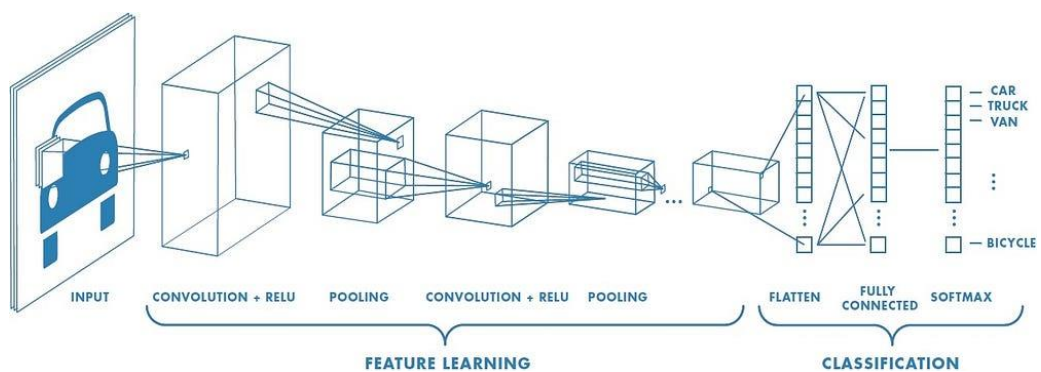 CAR
TRUCK
VAN
BICYCLE
INPUT
CONVOLUTION + RELU
POOLING
CONVOLUTION + RELU
POOLING
FLATTEN
FULLY
CONNECTED
SOFTMAX
FEATURE LEARNING
CLASSIFICATION